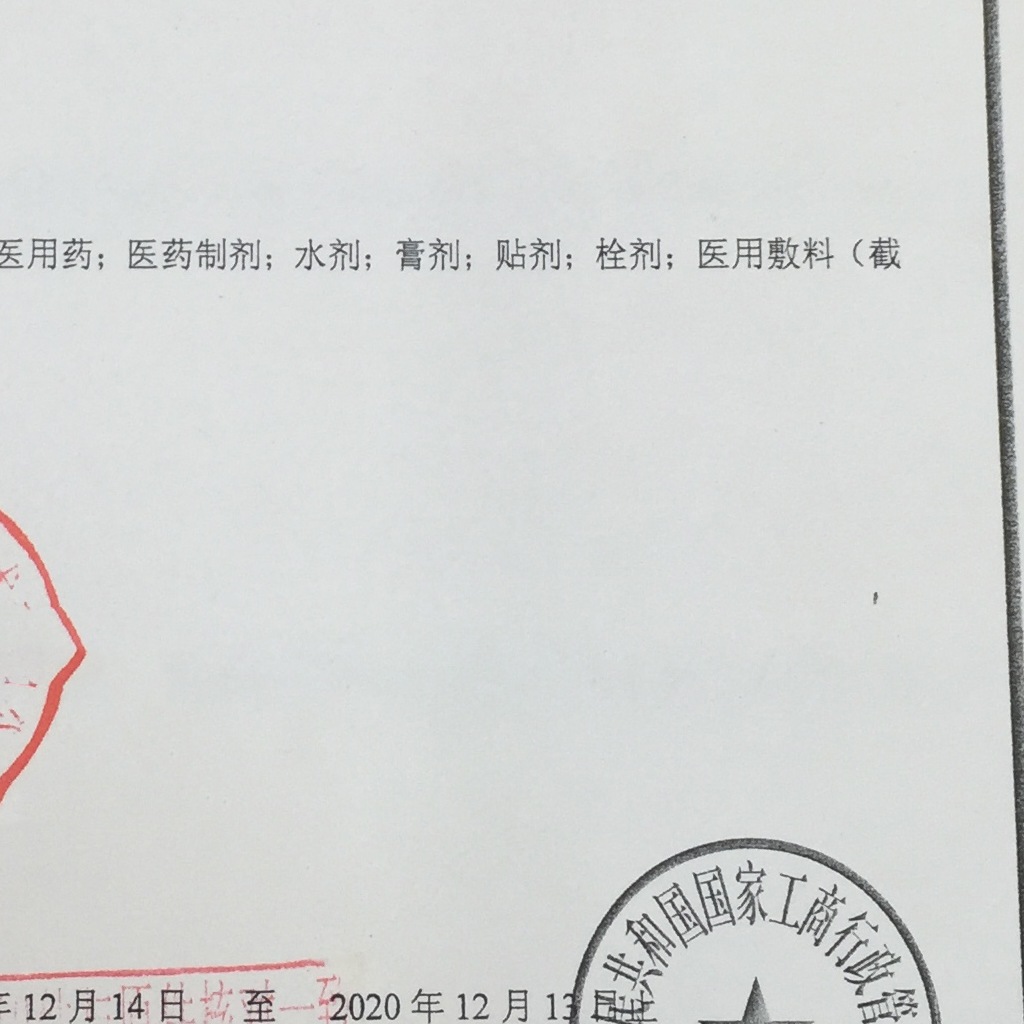 医用药；医药制剂；水剂；膏剂；贴剂；栓剂；医用敷料（截
共和国国家工商行政管
年 12 月 14 日 至 2020 年 12 月 13 日